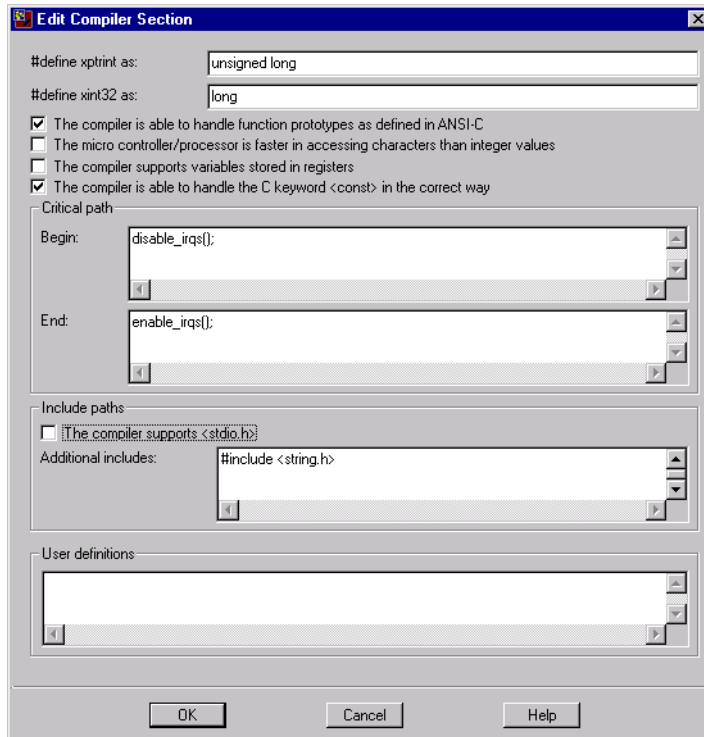 Edit Compiler Section
#define xptrint as: unsigned long
#define xint32 as: long
The compiler is able to handle function prototypes as defined in ANSI-C
The micro controller/processor is faster in accessing characters than integer values
The compiler supports variables stored in registers
The compiler is able to handle the C keyword <const> in the correct way
Critical path
Begin: disable_irqs();
End: enable_irqs();
Include paths
The compiler supports <stdio.h>
Additional includes: #include <string.h>
User definitions
OK Cancel Help